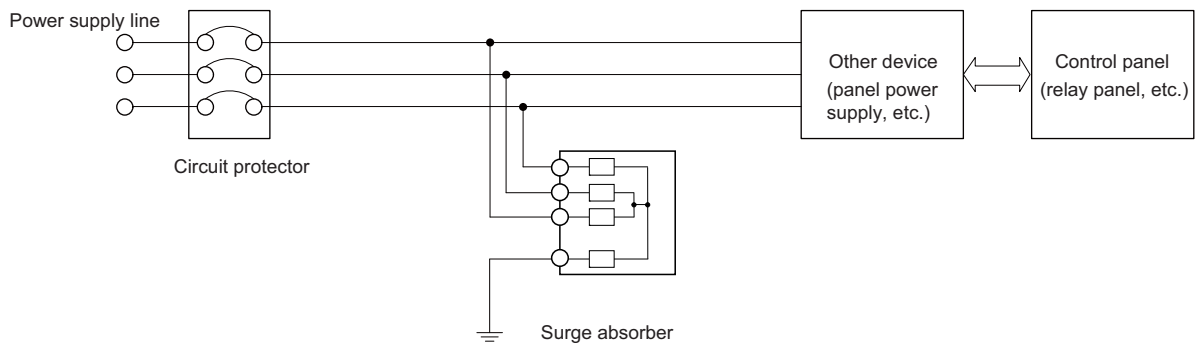 Power supply line
Circuit protector
Other device
(panel power
supply, etc.)
Control panel
(relay panel, etc.)
Surge absorber